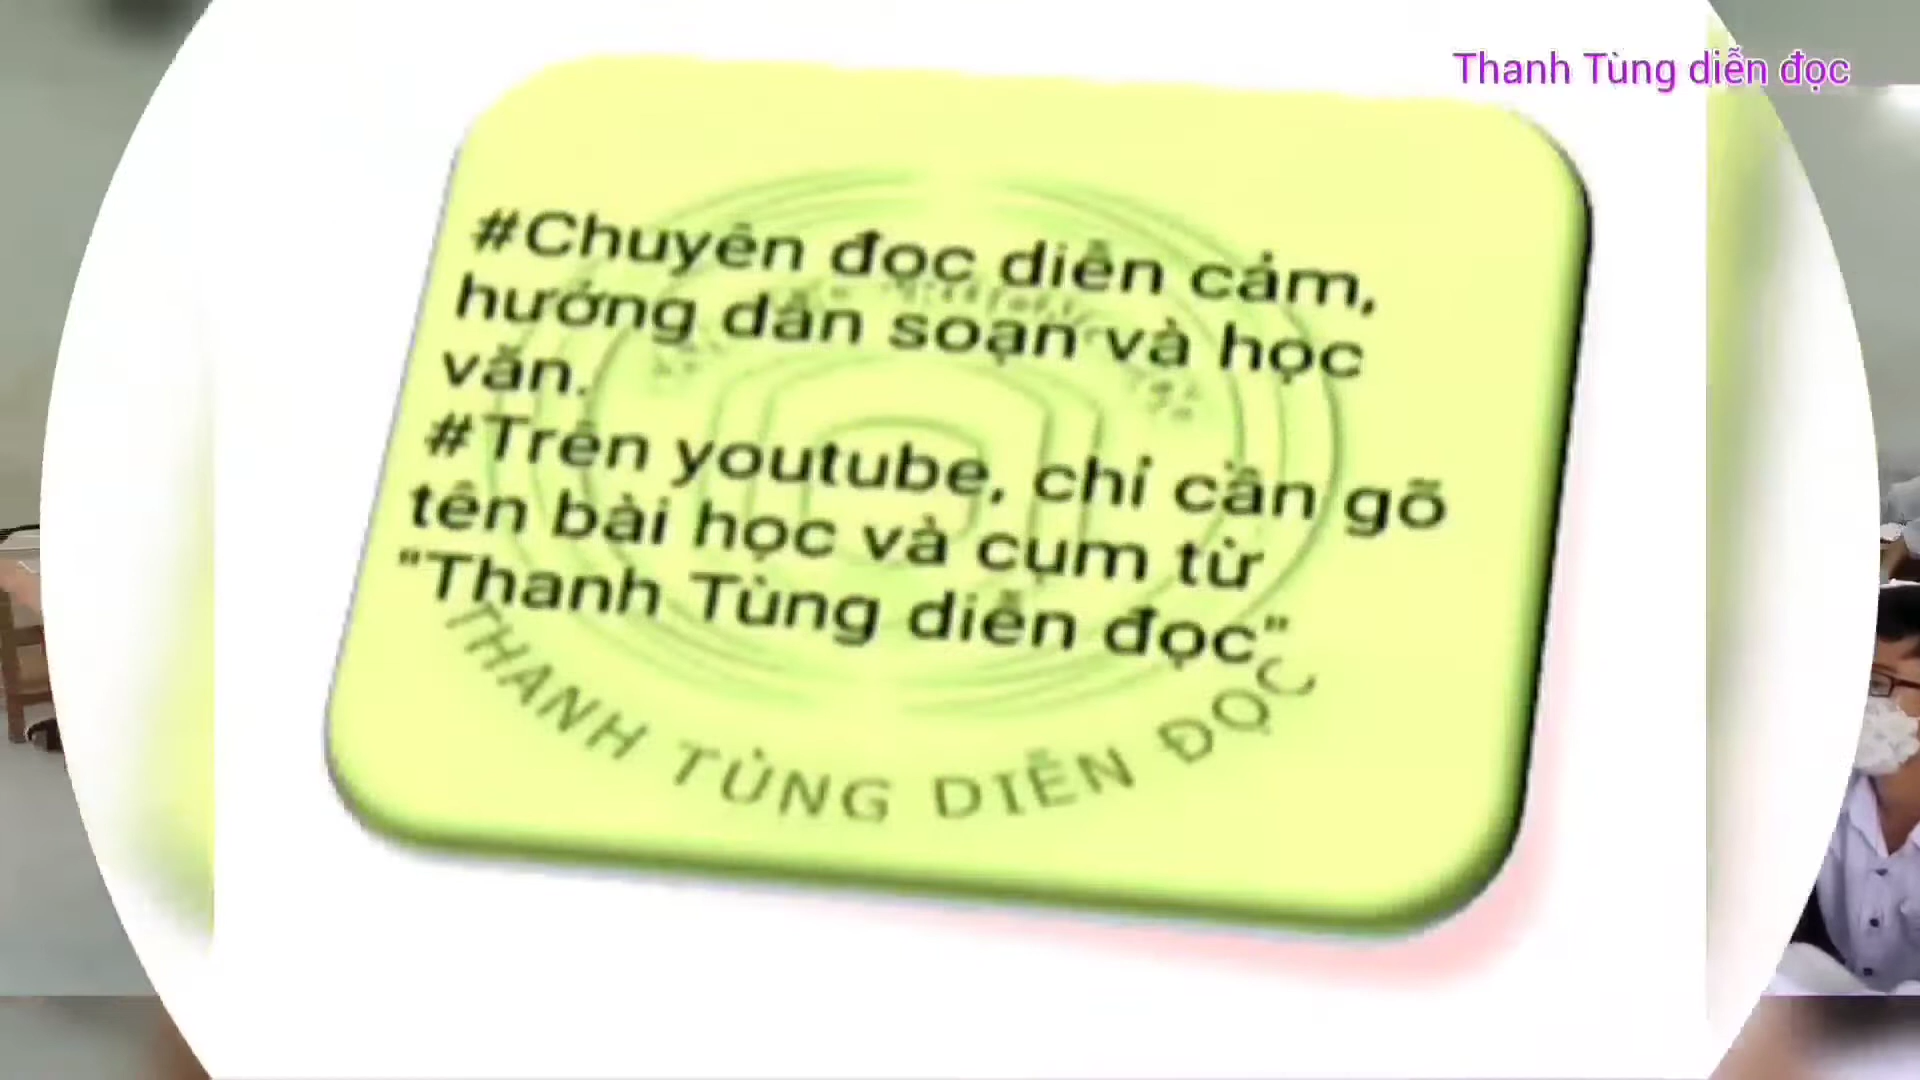 Thanh Tùng diễn đọc
#Chuyên đọc diễn cảm,
hướng dẫn soạn và học
văn.
#Trên youtube, chỉ cần gõ
tên bài học và cụm từ
"Thanh Tùng diễn đọc"
THANH TÙNG DIỄN ĐỌC